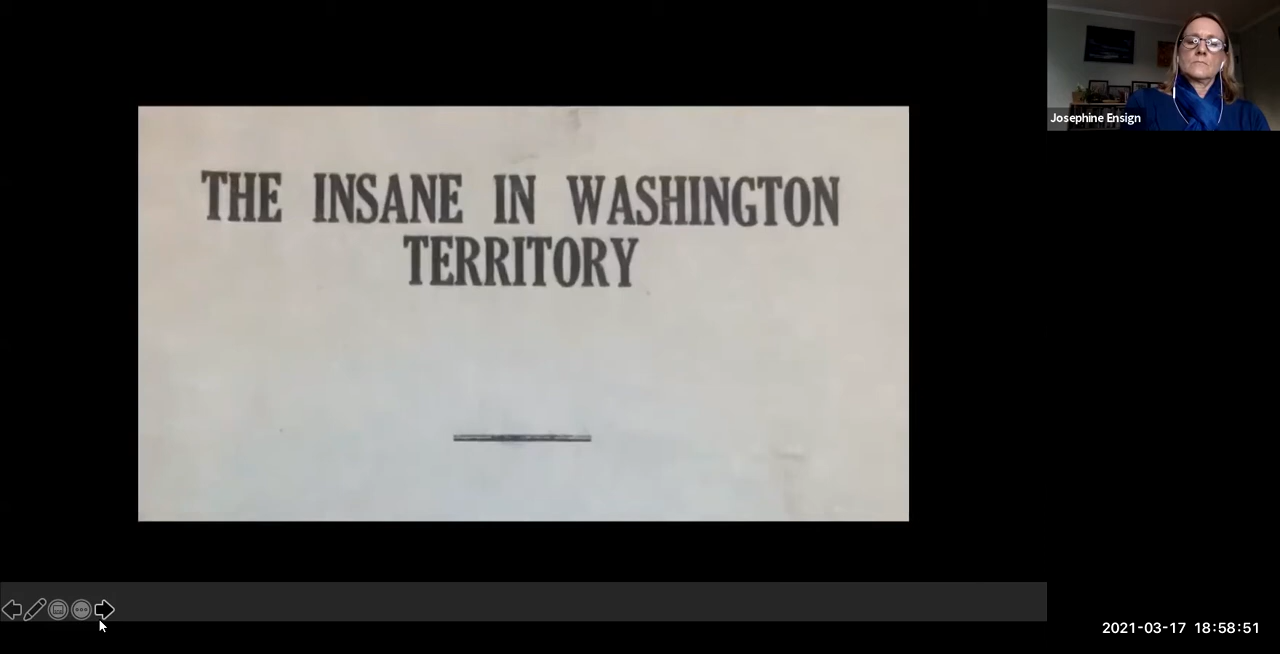 THE INSANE IN WASHINGTON
TERRITORY
Josephine Ensign
2021-03-17 18:58:51